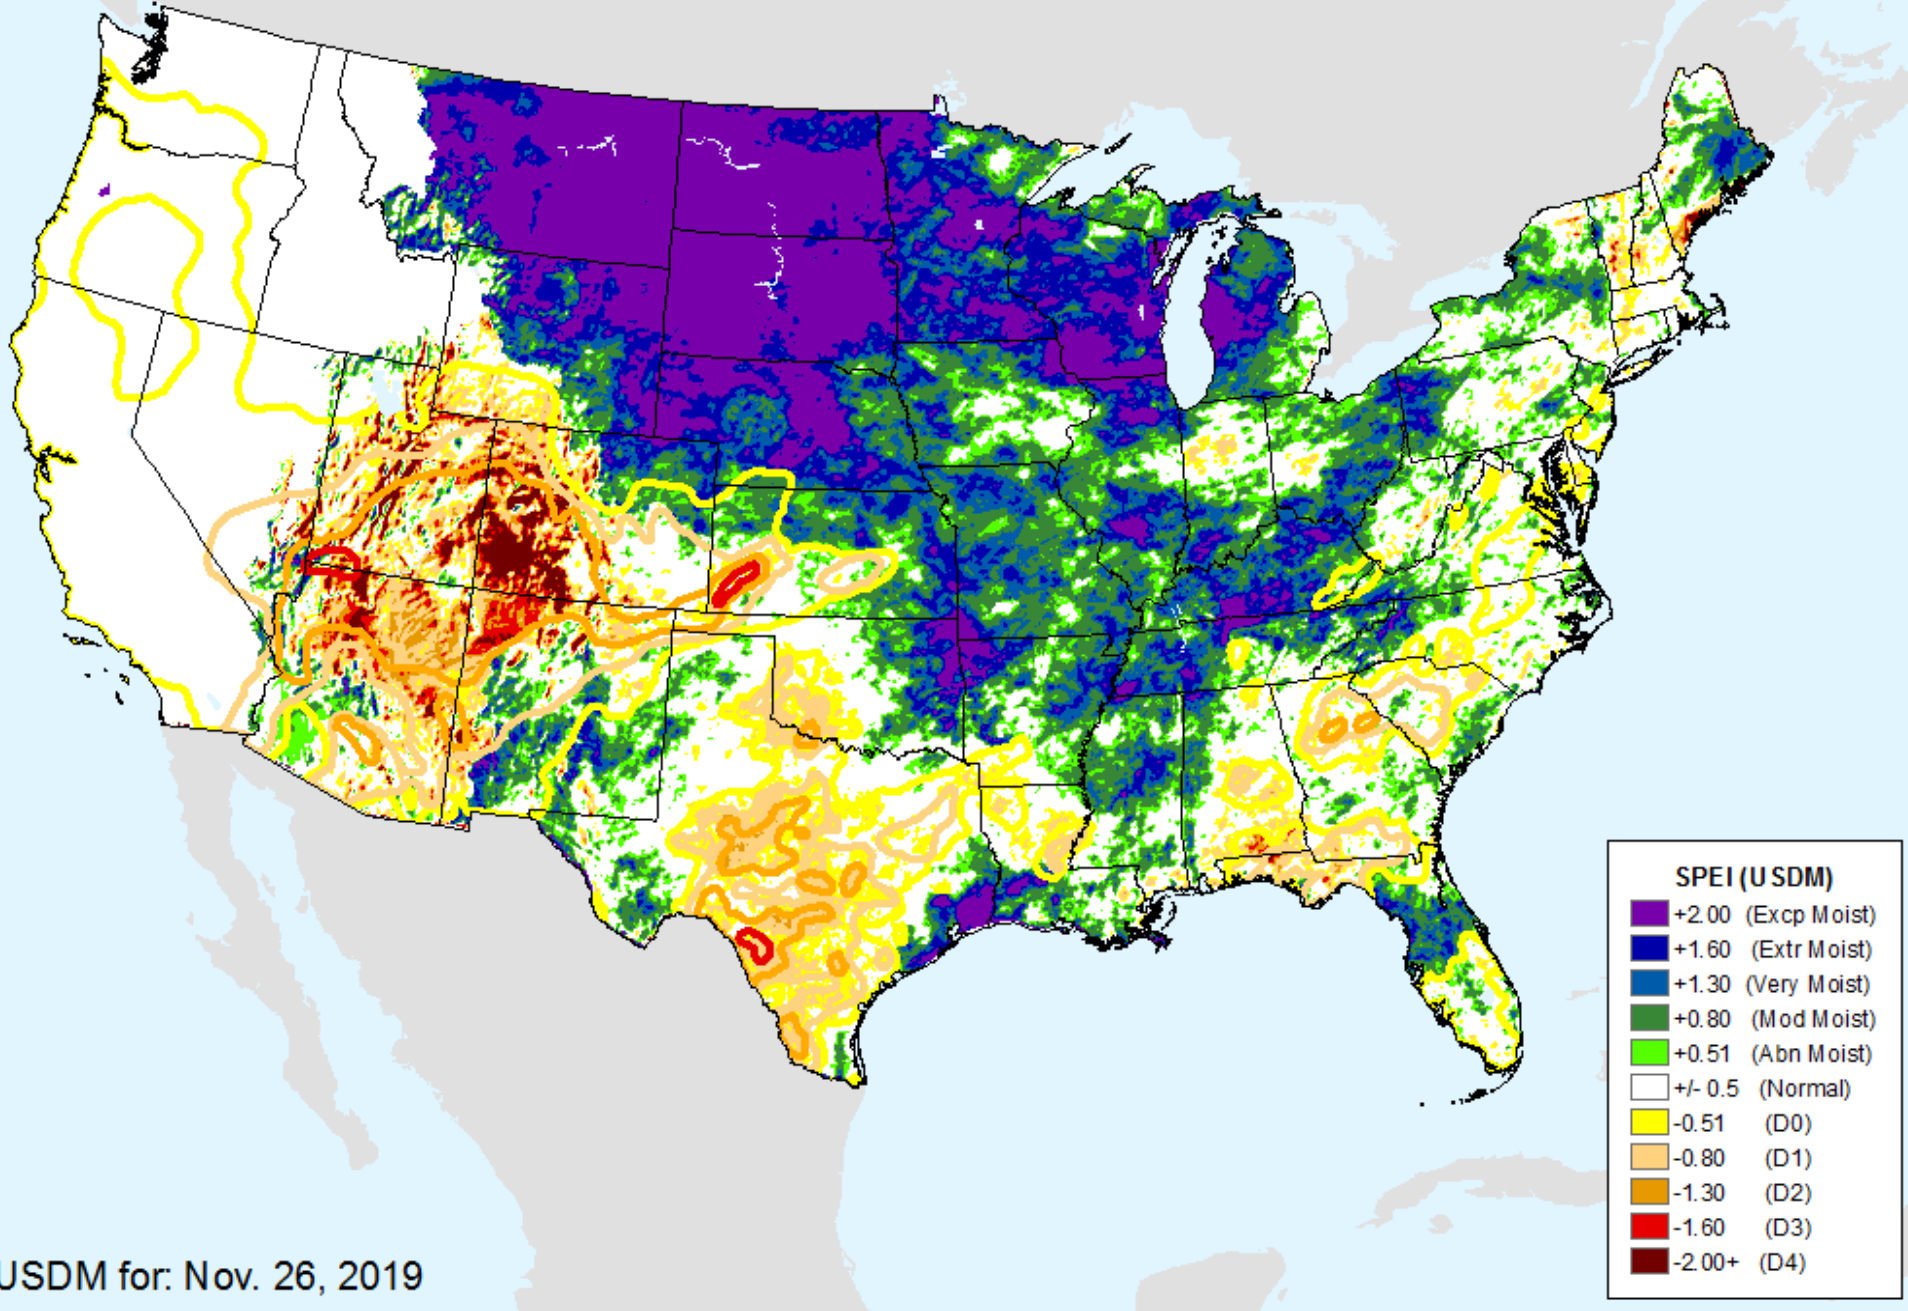 SPEI (USDM)
+2.00 (Excp Moist)
+1.60 (Extr Moist)
+1.30 (Very Moist)
+0.80 (Mod Moist)
+0.51 (Abn Moist)
+/- 0.5 (Normal)
-0.51 (D0)
-0.80 (D1)
-1.30 (D2)
-1.60 (D3)
-2.00+ (D4)
USDM for: Nov. 26, 2019